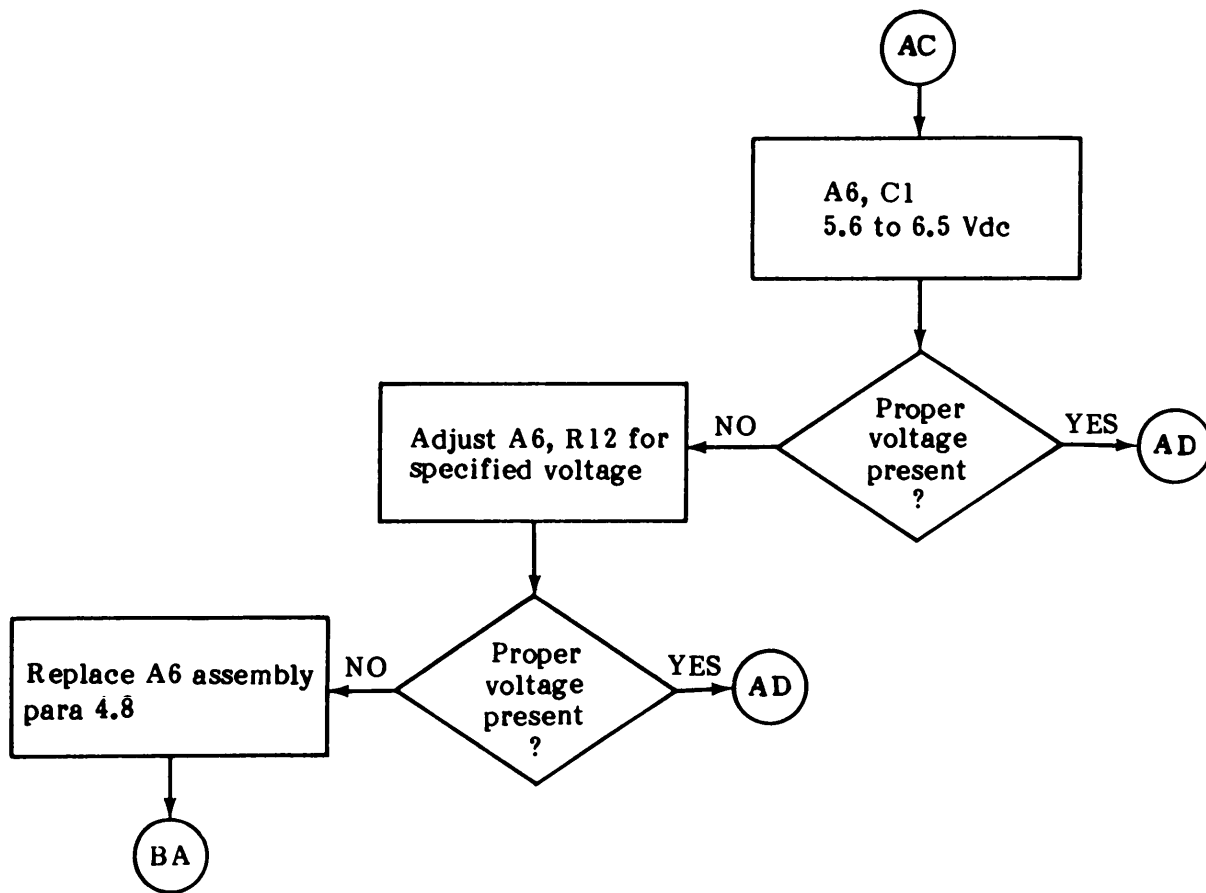 AC
A6, C1
5.6 to 6.5 Vdc
Proper
voltage
present
?
NO
YES
AD
Adjust A6, R12 for
specified voltage
Proper
voltage
present
?
NO
YES
AD
Replace A6 assembly
para 4.8
BA